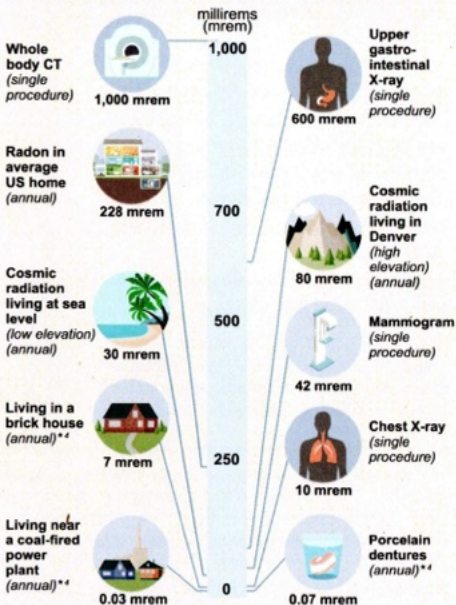 millirems
(mrem)
1,000
700
500
250
0
Whole
body CT
(single
procedure)
1,000 mrem
Radon in
average
US home
(annual)
228 mrem
Cosmic
radiation
living at sea
level
(low elevation)
(annual)
30 mrem
Living in a
brick house
(annual)*4
7 mrem
Living near
a coal-fired
power
plant
(annual)*4
0.03 mrem
Upper
gastro-
intestinal
X-ray
(single
procedure)
600 mrem
Cosmic
radiation
living in
Denver
(high
elevation)
(annual)
80 mrem
Mammogram
(single
procedure)
42 mrem
Chest X-ray
(single
procedure)
10 mrem
Porcelain
dentures
(annual)*4
0.07 mrem